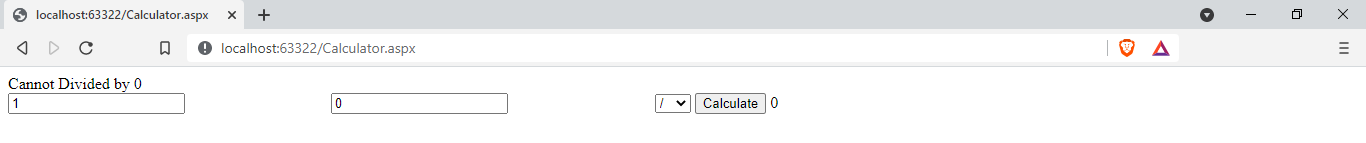 localhost:63322/Calculator.aspx
localhost:63322/Calculator.aspx
Cannot Divided by 0
1 0 / Calculate 0